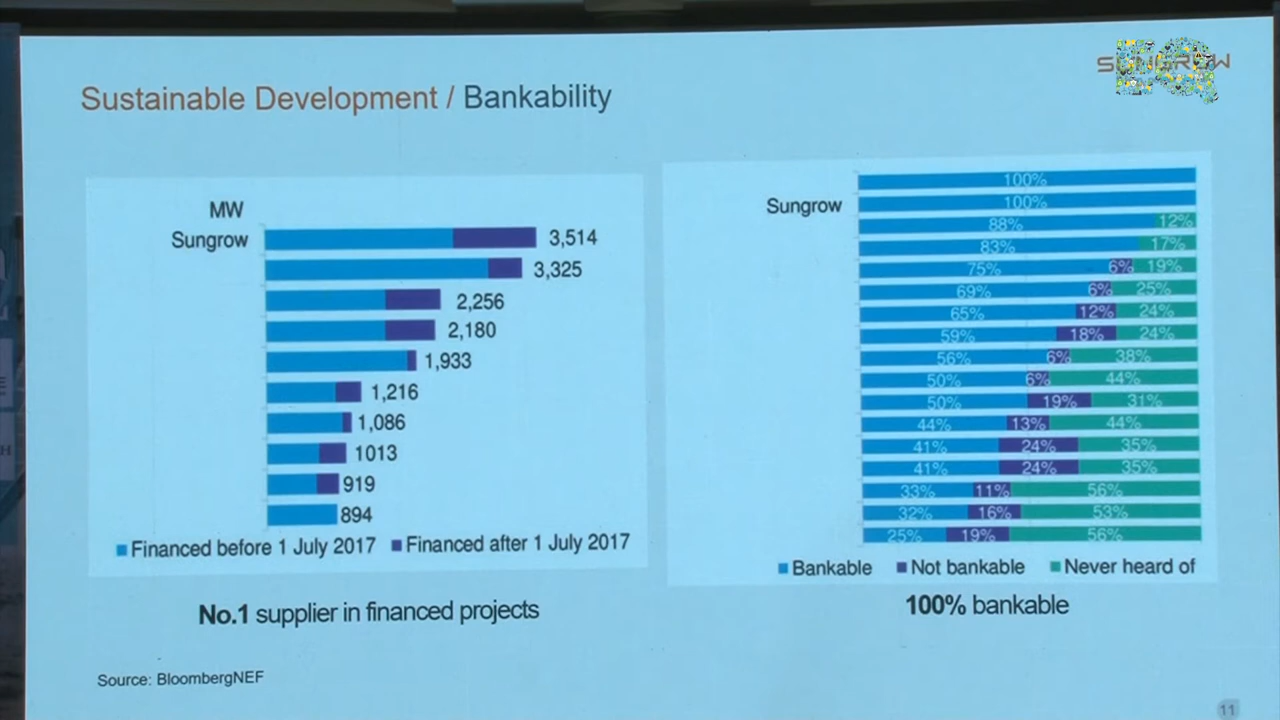 SUNGROW
EQ
Sustainable Development / Bankability
MW
Sungrow
3,514
3,325
2,256
2,180
1,933
1,216
1,086
1013
919
894
Financed before 1 July 2017 Financed after 1 July 2017
No.1 supplier in financed projects
100%
Sungrow 100%
88% 12%
83% 17%
75% 6% 19%
69% 6% 25%
65% 12% 24%
59% 18% 24%
56% 6% 38%
50% 6% 44%
50% 19% 31%
44% 13% 44%
41% 24% 35%
41% 24% 35%
33% 11% 56%
32% 16% 53%
25% 19% 56%
Bankable Not bankable Never heard of
100% bankable
Source: BloombergNEF
11